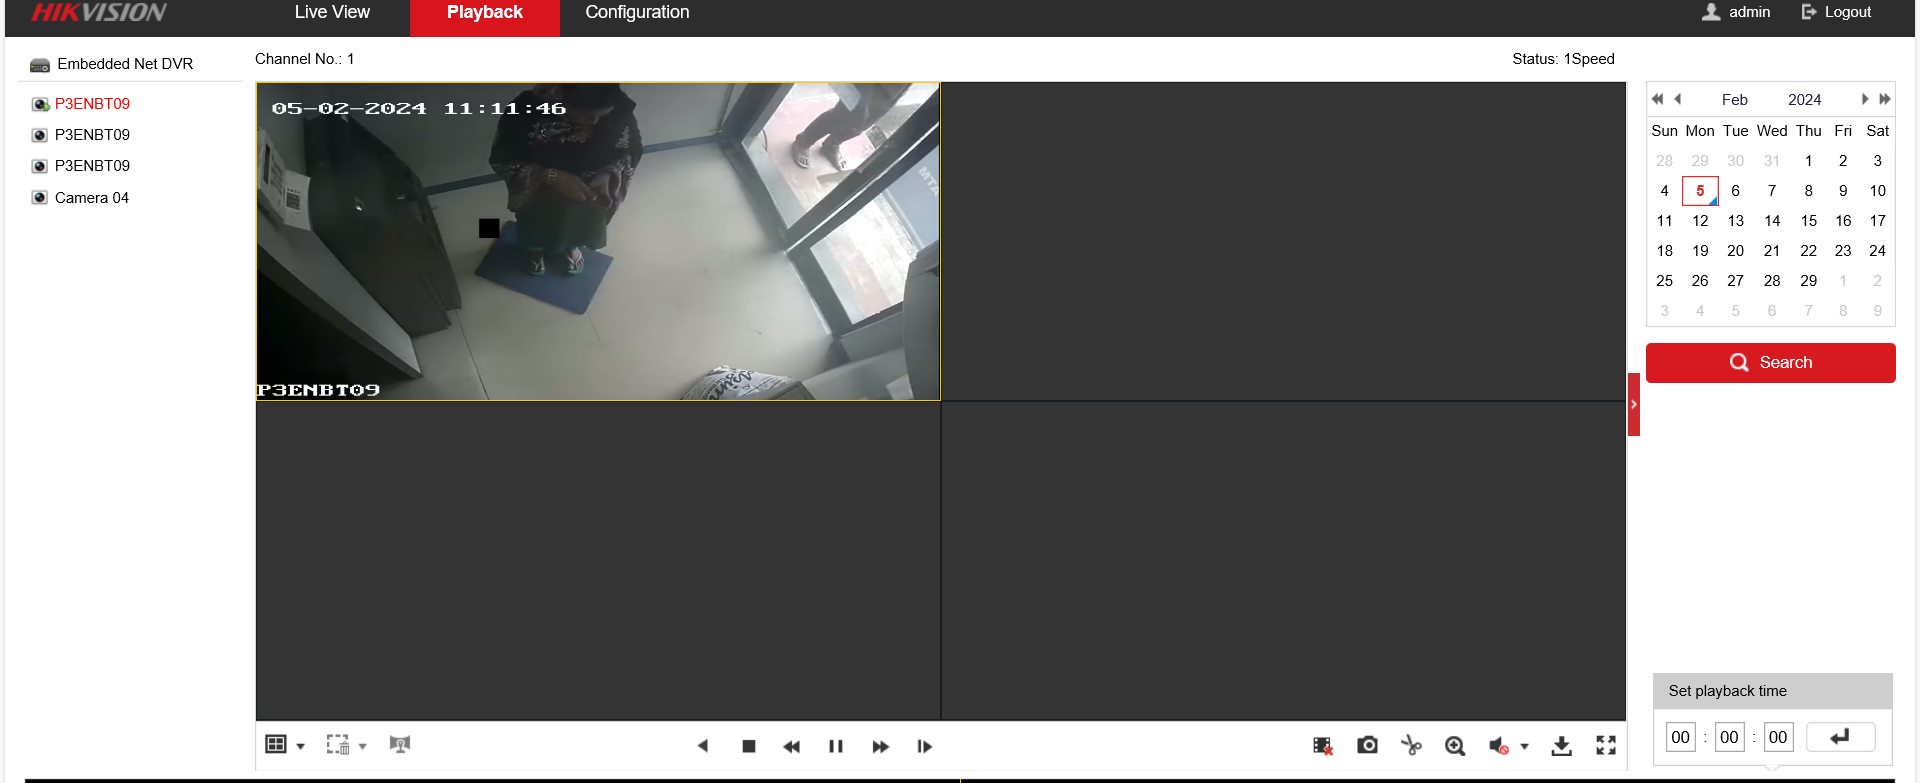 HIKVISION
Live View
Playback
Configuration
admin
Logout
Embedded Net DVR
P3ENBT09
P3ENBT09
P3ENBT09
Camera 04
Channel No.: 1
Status: 1Speed
05-02-2024 11:11:46
MTA
P3ENBT09
Feb 2024
Sun Mon Tue Wed Thu Fri Sat
28 29 30 31 1 2 3
4 5 6 7 8 9 10
11 12 13 14 15 16 17
18 19 20 21 22 23 24
25 26 27 28 29 1 2
3 4 5 6 7 8 9
Search
Set playback time
00 : 00 : 00